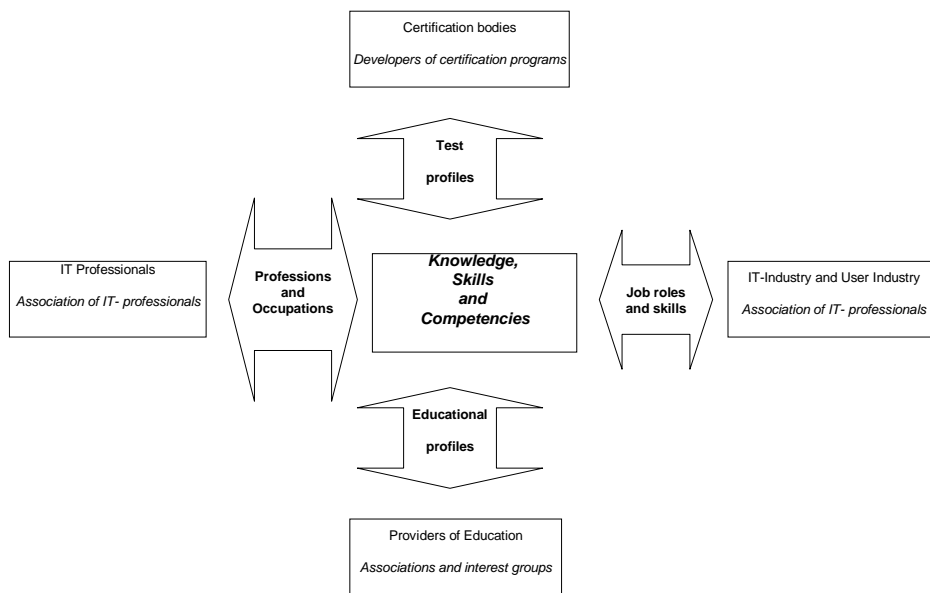 Certification bodies
Developers of certification programs
Test
profiles
IT Professionals
Association of IT- professionals
Professions
and
Occupations
Knowledge,
Skills
and
Competencies
Job roles
and skills
IT-Industry and User Industry
Association of IT- professionals
Educational
profiles
Providers of Education
Associations and interest groups